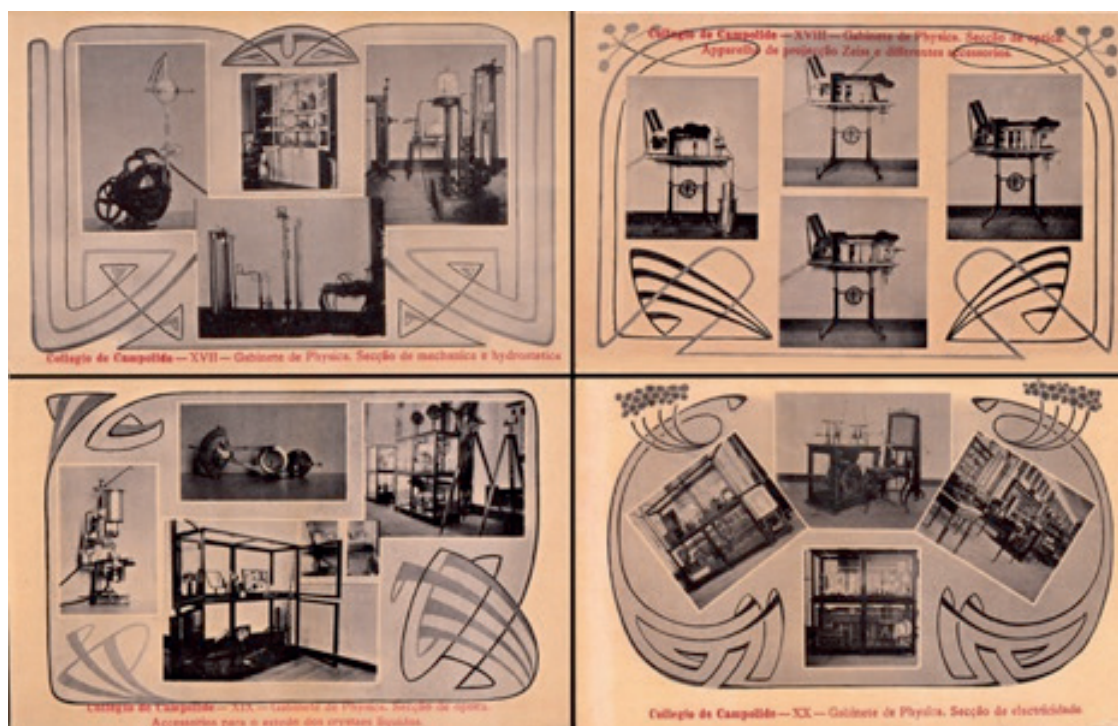 Collegio de Campolide — XVII — Gabinete de Physica. Secção de mechanica e hydrostatica
Collegio de Campolide — XVIII — Gabinete de Physica. Secção de optica.
Apparelho de projecção Zeiss e differentes accessorios.
Collegio de Campolide — XIX — Gabinete de Physica. Secção de optica.
Accessorios para o estudo dos crystaes liquidos.
Collegio de Campolide — XX — Gabinete de Physica. Secção de electricidade.